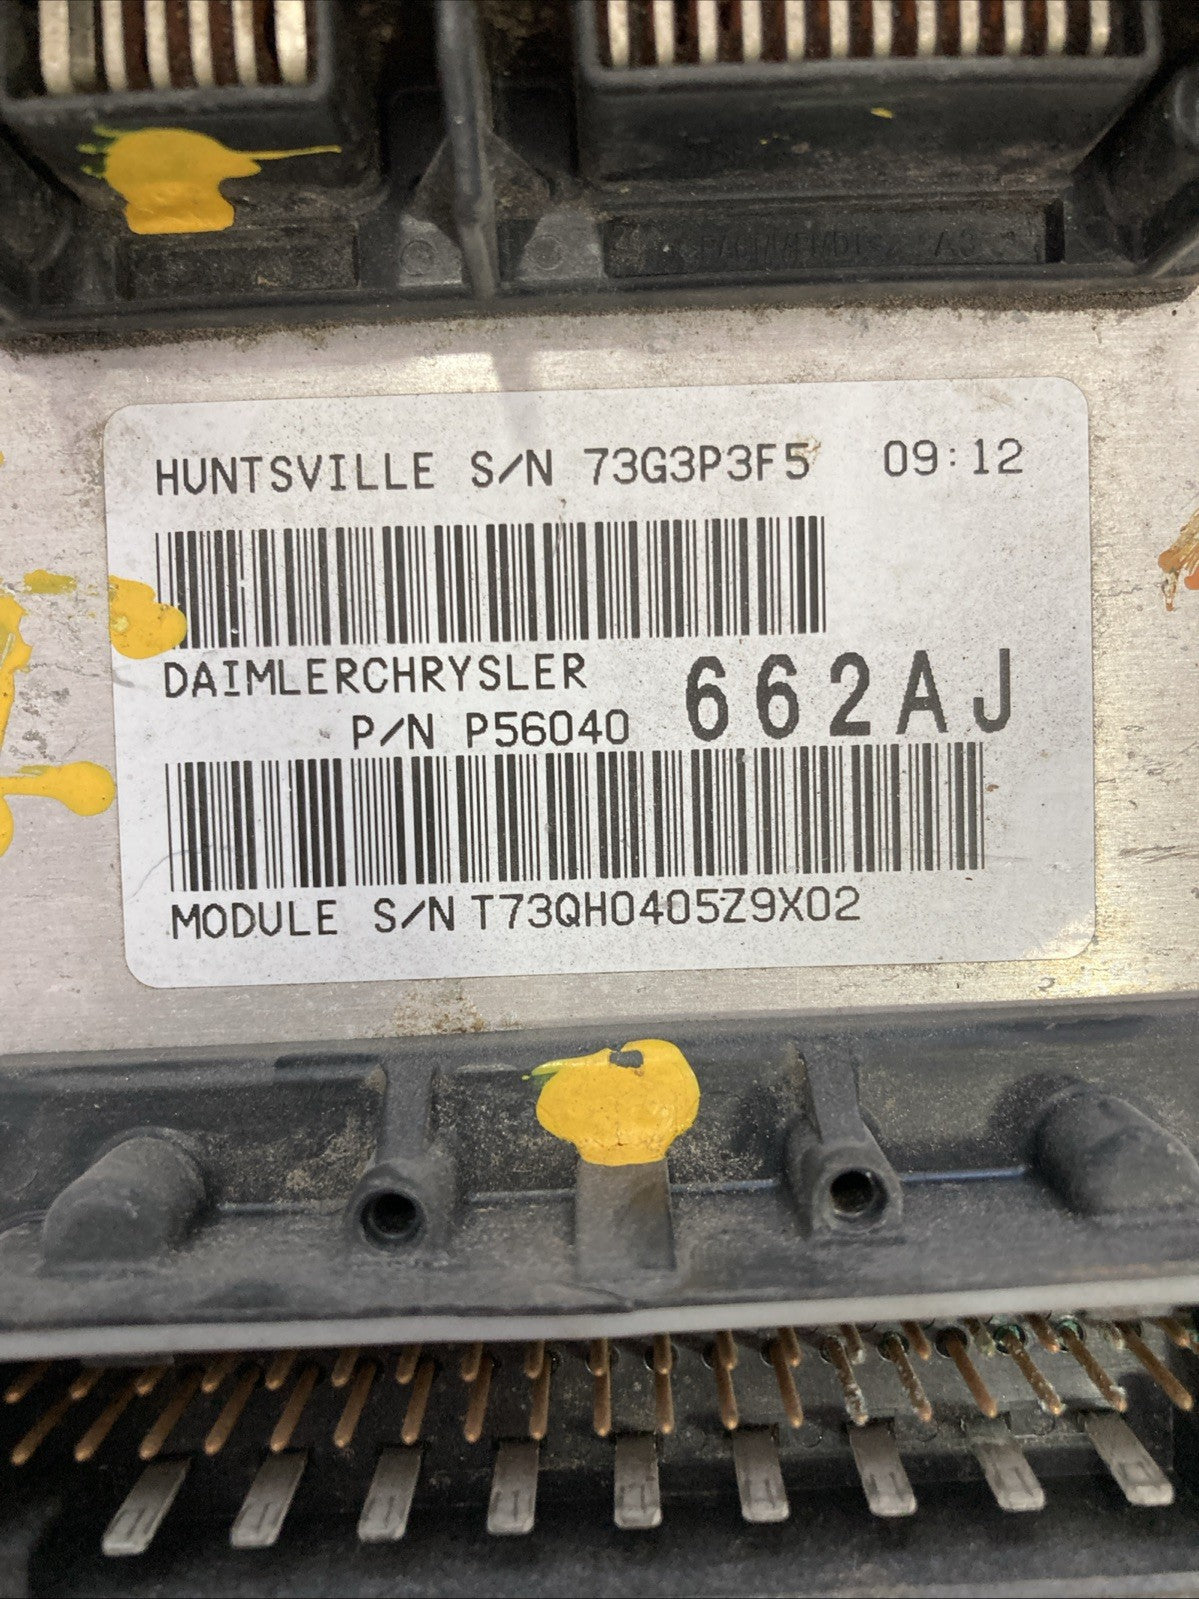 HUNTSVILLE S/N 73G3P3F5 09:12
DAIMLERCHRYSLER
P/N P56040 662AJ
MODULE S/N T73QH0405Z9X02